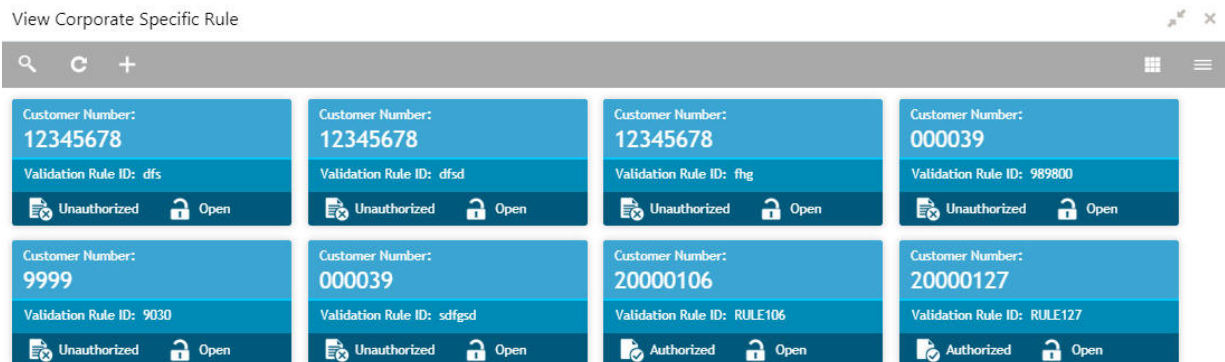 View Corporate Specific Rule
Customer Number:
12345678
Validation Rule ID: dfs
Unauthorized Open
Customer Number:
12345678
Validation Rule ID: dfsd
Unauthorized Open
Customer Number:
12345678
Validation Rule ID: fhg
Unauthorized Open
Customer Number:
000039
Validation Rule ID: 989800
Unauthorized Open
Customer Number:
9999
Validation Rule ID: 9030
Unauthorized Open
Customer Number:
000039
Validation Rule ID: sdfgsd
Unauthorized Open
Customer Number:
20000106
Validation Rule ID: RULE106
Authorized Open
Customer Number:
20000127
Validation Rule ID: RULE127
Authorized Open